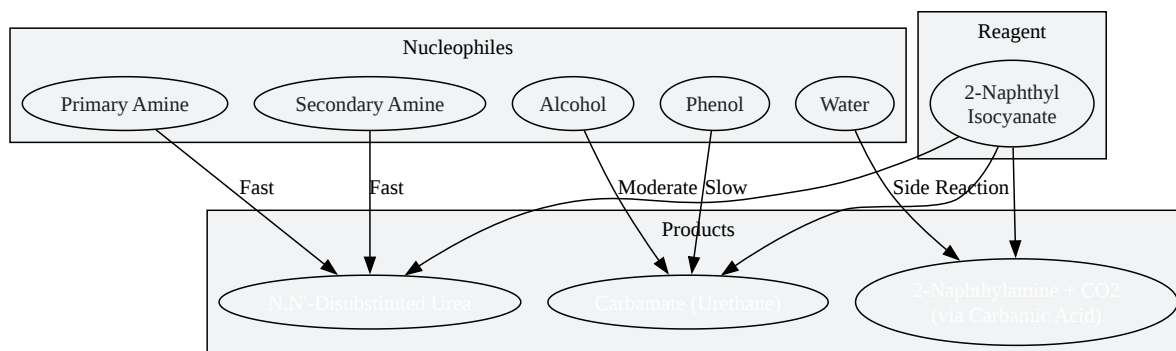 Nucleophiles
Reagent
Primary Amine
Secondary Amine
Alcohol
Phenol
Water
2-Naphthyl
Isocyanate
Fast
Fast
Moderate
Slow
Side Reaction
Products
N,N'-Disubstituted Urea
Carbamate (Urethane)
2-Naphthylamine + CO2
(via Carbamic Acid)